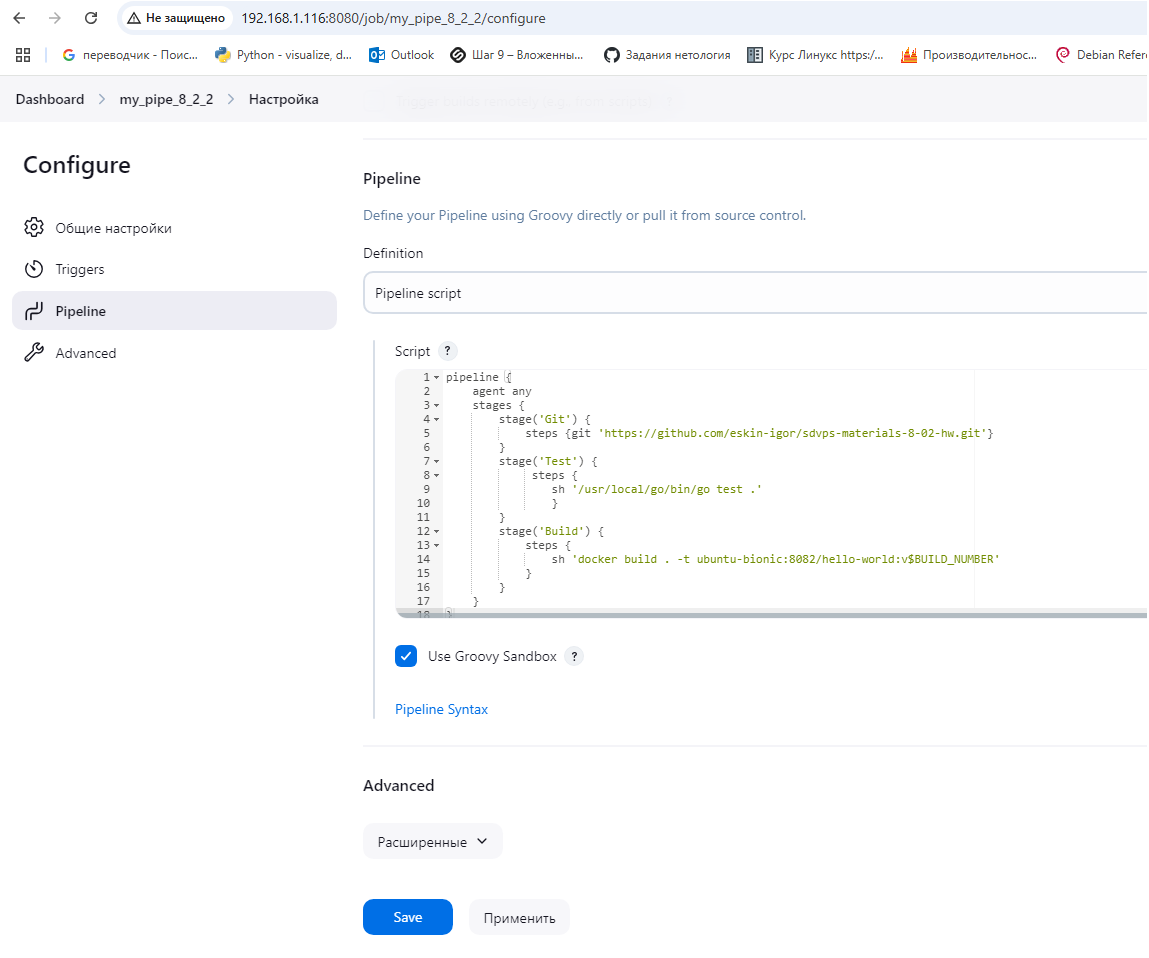 Не защищено 192.168.1.116:8080/job/my_pipe_8_2_2/configure
переводчик - Поис... Python - visualize, d... Outlook Шаг 9 – Вложенны... Задания нетология Курс Линукс https:/... Производительнос... Debian Refer
Dashboard my_pipe_8_2_2 Настройка
Configure
Общие настройки
Triggers
Pipeline
Advanced
Pipeline
Define your Pipeline using Groovy directly or pull it from source control.
Definition
Pipeline script
Script ?
1 pipeline {
2 agent any
3 stages {
4 stage('Git') {
5 steps {git 'https://github.com/eskin-igor/sdvps-materials-8-02-hw.git'}
6 }
7 stage('Test') {
8 steps {
9 sh '/usr/local/go/bin/go test .'
10 }
11 }
12 stage('Build') {
13 steps {
14 sh 'docker build . -t ubuntu-bionic:8082/hello-world:v$BUILD_NUMBER'
15 }
16 }
17 }
18 }
Use Groovy Sandbox ?
Pipeline Syntax
Advanced
Расширенные
Save Применить